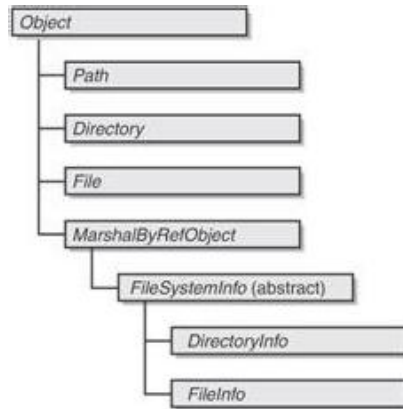 Object
Path
Directory
File
MarshalByRefObject
FileSystemInfo (abstract)
DirectoryInfo
FileInfo